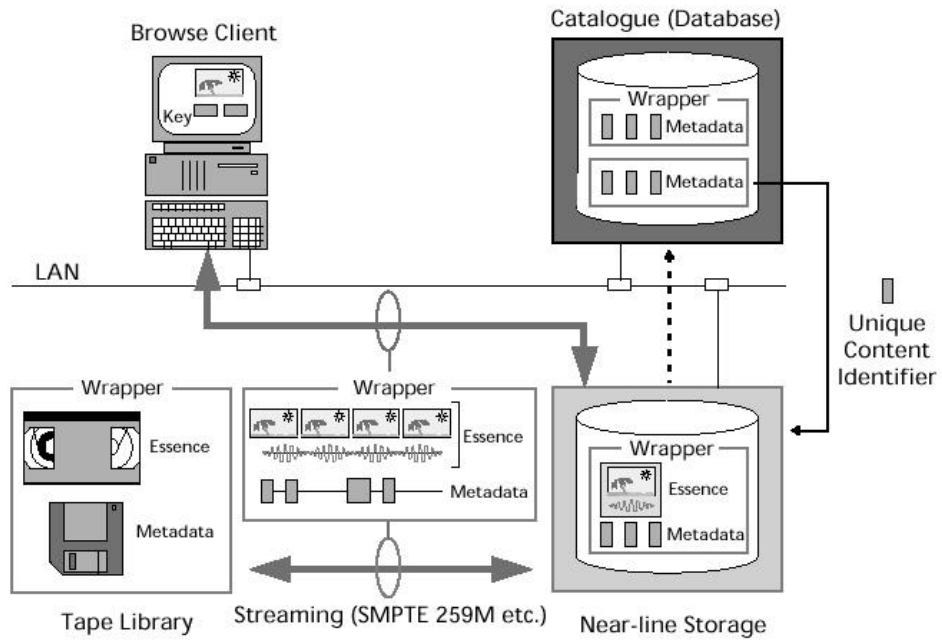 Catalogue (Database)
Browse Client
Key
Wrapper
Metadata
Metadata
LAN
Unique
Content
Identifier
Wrapper
Essence
Metadata
Wrapper
Essence
Metadata
Wrapper
Essence
Metadata
Tape Library
Streaming (SMPTE 259M etc.)
Near-line Storage